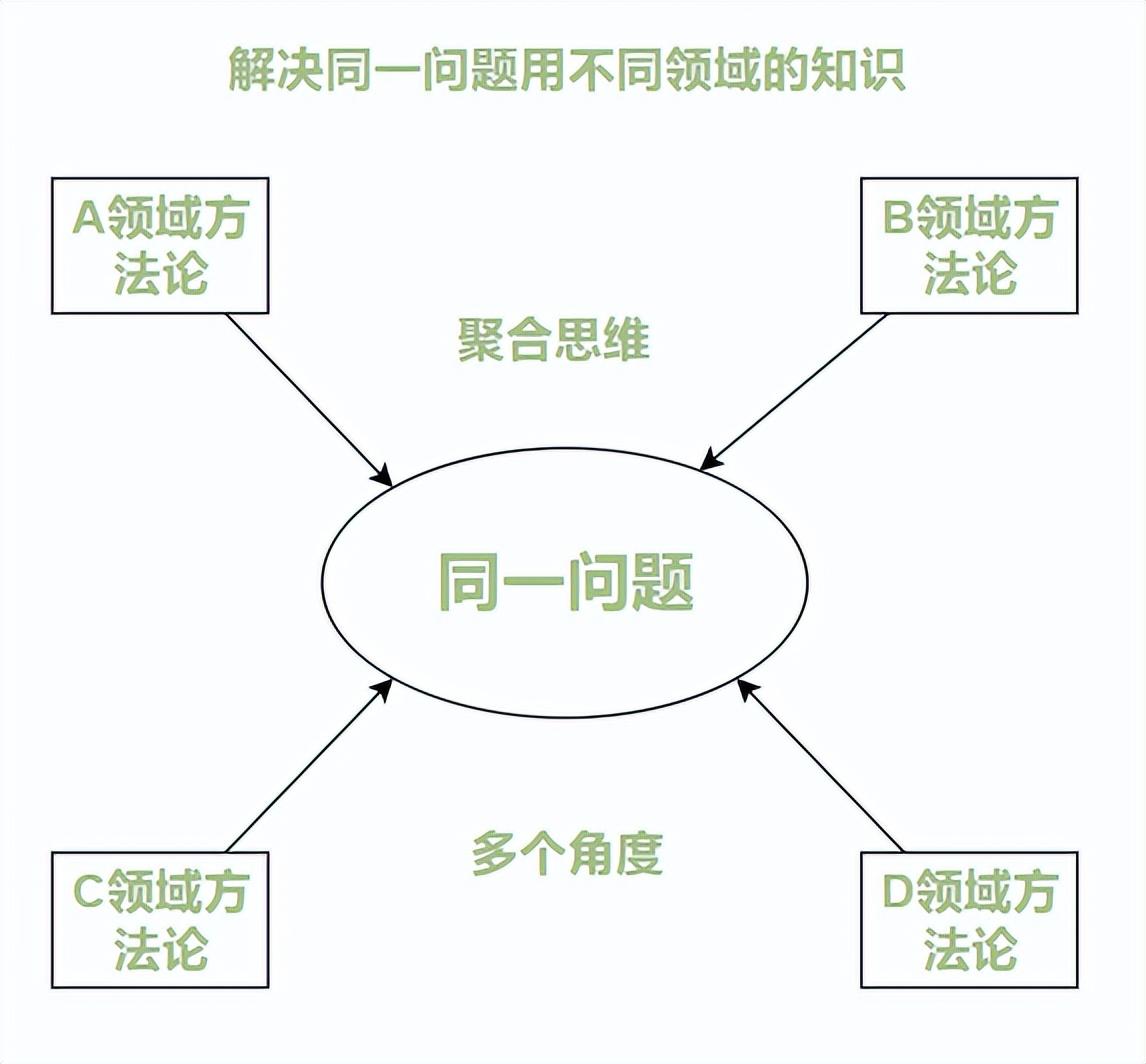 解决同一问题用不同领域的知识
A领域方
法论
B领域方
法论
聚合思维
同一问题
多个角度
C领域方
法论
D领域方
法论